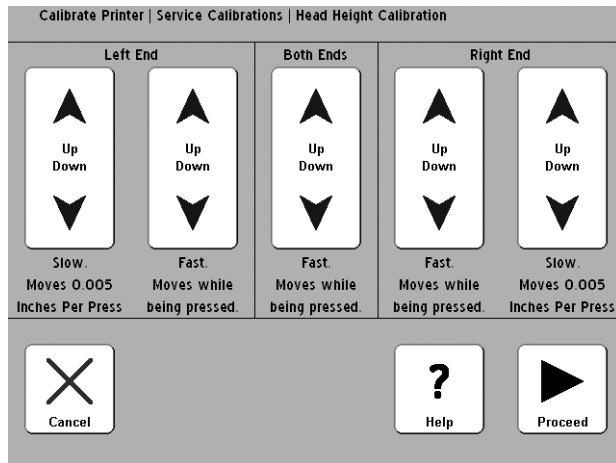 Calibrate Printer | Service Calibrations | Head Height Calibration
Left End
Both Ends
Right End
Up
Down
Up
Down
Up
Down
Up
Down
Up
Down
Slow.
Moves 0.005
Inches Per Press
Fast.
Moves while
being pressed.
Fast.
Moves while
being pressed.
Fast.
Moves while
being pressed.
Slow.
Moves 0.005
Inches Per Press
Cancel
?
Help
Proceed